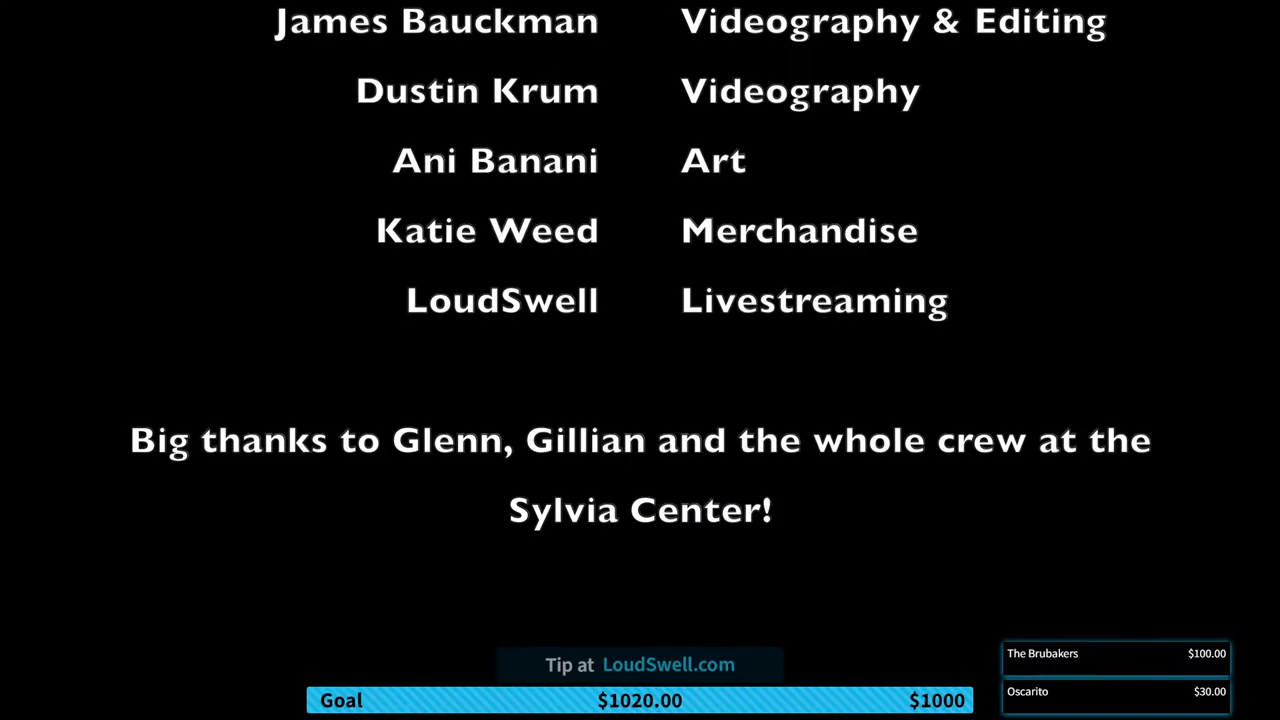 James Bauckman Videography & Editing
Dustin Krum Videography
Ani Banani Art
Katie Weed Merchandise
LoudSwell Livestreaming
Big thanks to Glenn, Gillian and the whole crew at the
Sylvia Center!
Tip at LoudSwell.com
Goal $1020.00 $1000
The Brubakers $100.00
Oscarito $30.00